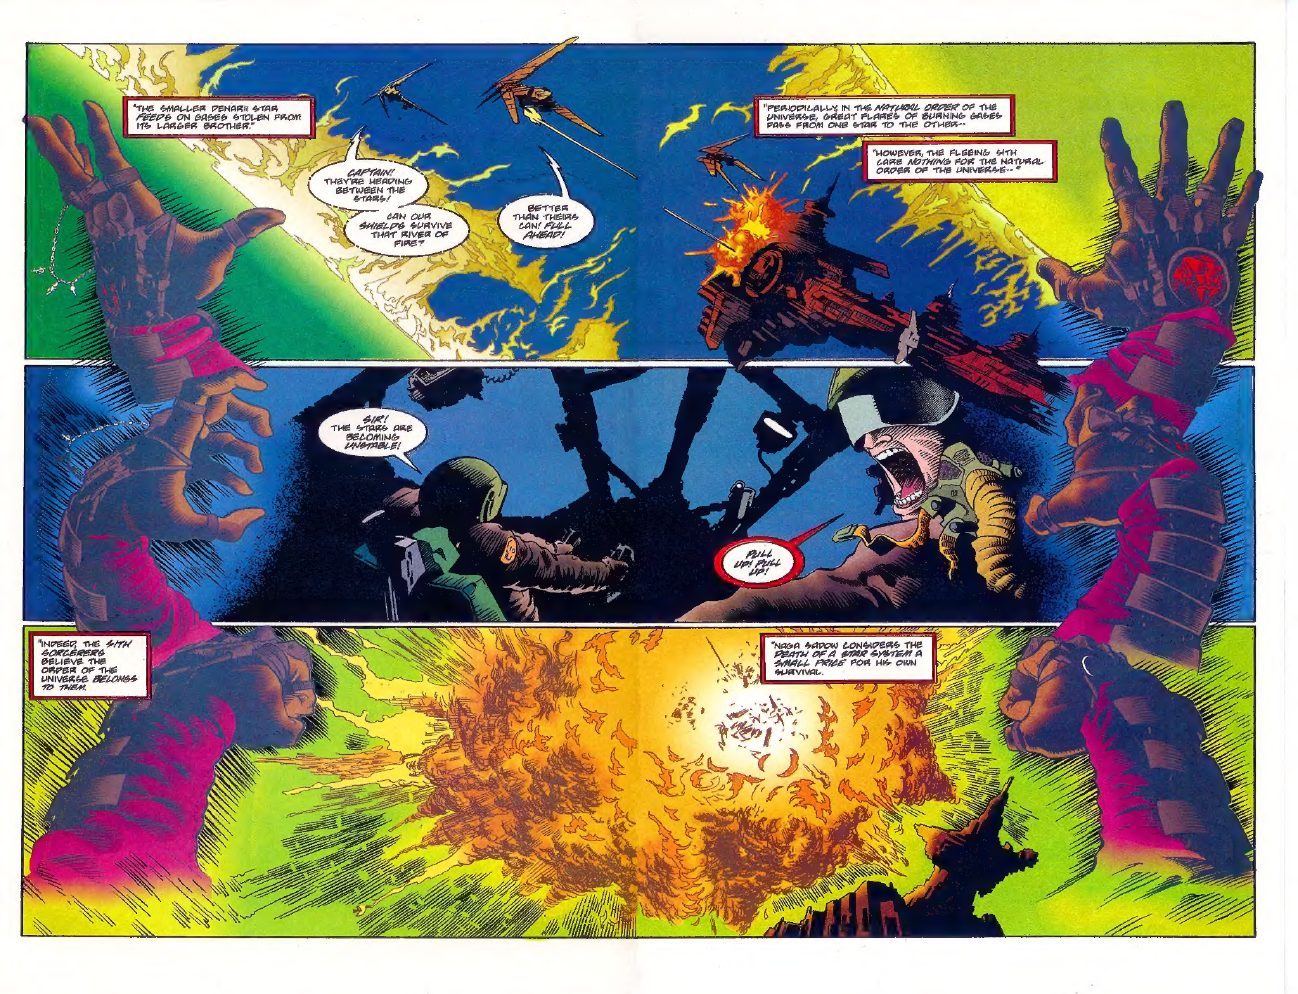 "THE SMALLER DENARII STAR
FEEDS ON GASES STOLEN FROM
ITS LARGER BROTHER."
CAPTAIN!
THEY'RE HEADING
BETWEEN THE
STARS!
CAN OUR
SHIELDS SURVIVE
THAT RIVER OF
FIRE?
BETTER
THAN THEIRS
CAN! FULL
AHEAD!
"PERIODICALLY, IN THE NATURAL ORDER OF THE
UNIVERSE, GREAT FLARES OF BURNING GASES
PASS FROM ONE STAR TO THE OTHER--
"HOWEVER, THE FLEEING SITH
CARE NOTHING FOR THE NATURAL
ORDER OF THE UNIVERSE--"
SIR!
THE STARS ARE
BECOMING
UNSTABLE!
PULL
UP! PULL
UP!
"INDEED, THE SITH
SORCERERS
BELIEVE THE
ORDER OF THE
UNIVERSE BELONGS
TO THEM.
"NAGA SADOW CONSIDERS THE
DEATH OF A STAR SYSTEM A
SMALL PRICE FOR HIS OWN
SURVIVAL.